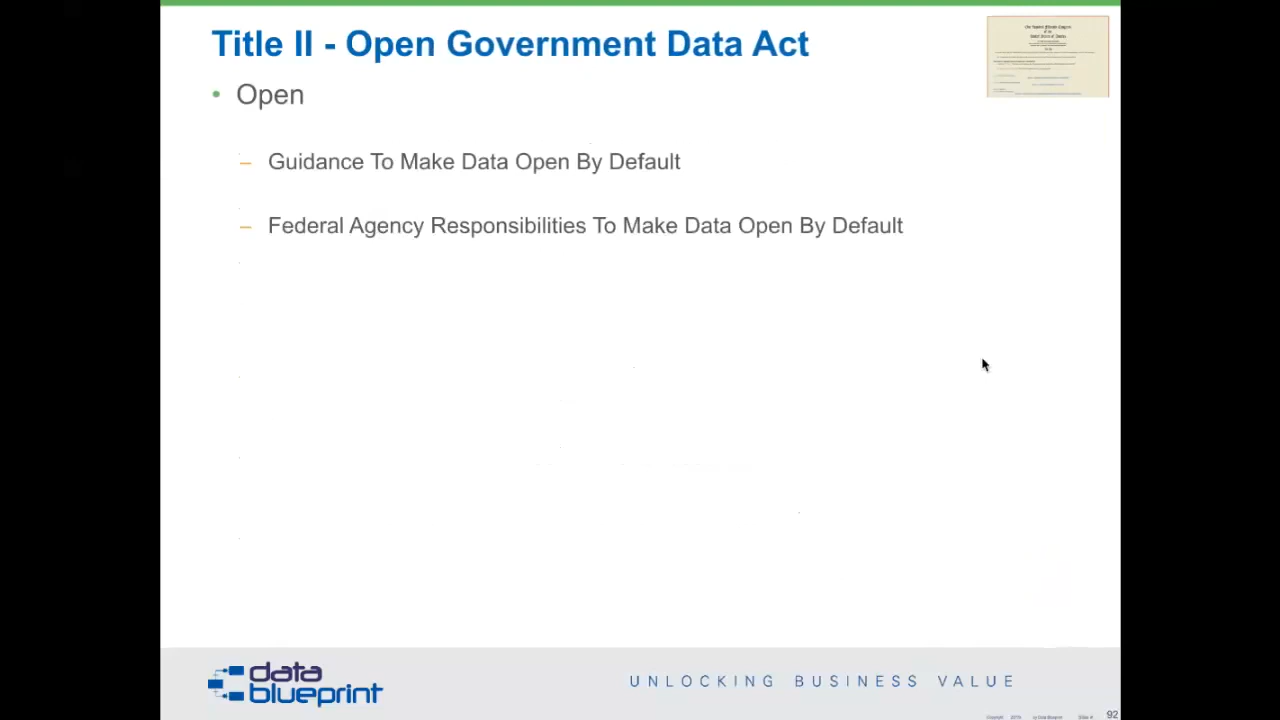 Title II - Open Government Data Act
• Open
– Guidance To Make Data Open By Default
– Federal Agency Responsibilities To Make Data Open By Default
data
blueprint
UNLOCKING BUSINESS VALUE
92